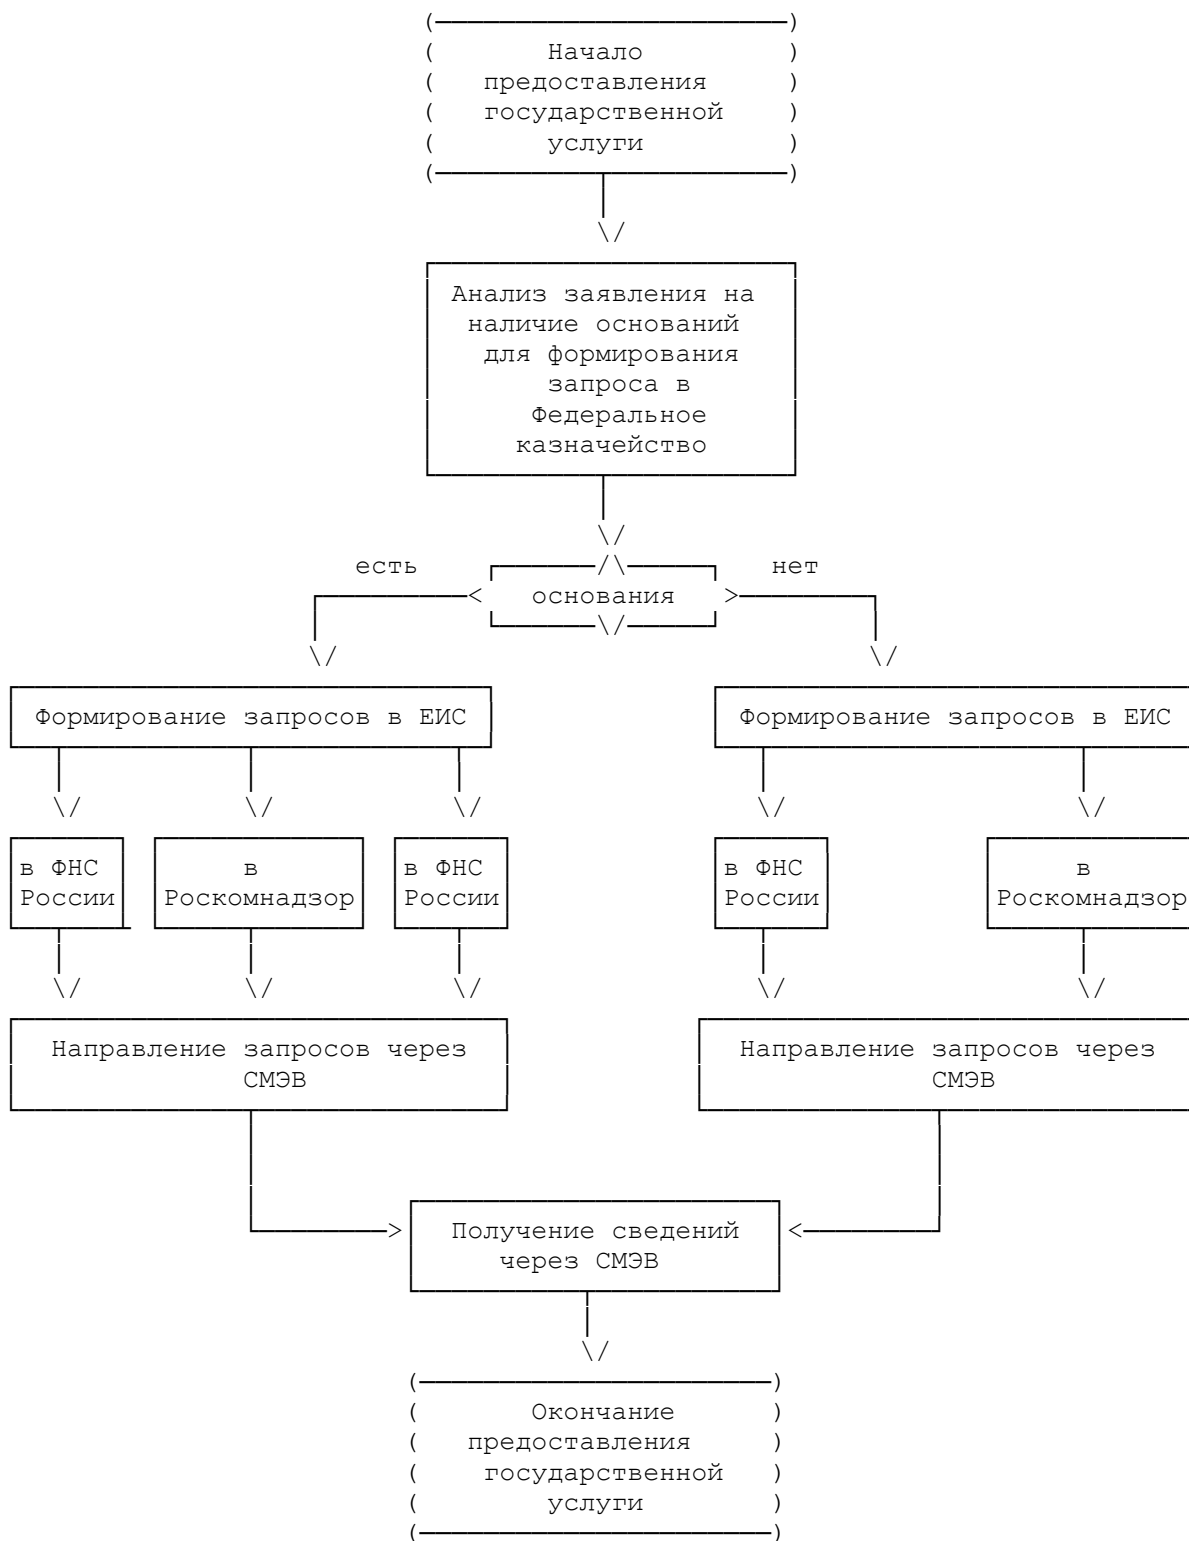 Начало
предоставления
государственной
услуги
Анализ заявления на
наличие оснований
для формирования
запроса в
Федеральное
казначейство
есть
основания
нет
Формирование запросов в ЕИС
Формирование запросов в ЕИС
в ФНС
России
в
Роскомнадзор
в ФНС
России
в ФНС
России
в
Роскомнадзор
Направление запросов через
СМЭВ
Направление запросов через
СМЭВ
Получение сведений
через СМЭВ
Окончание
предоставления
государственной
услуги